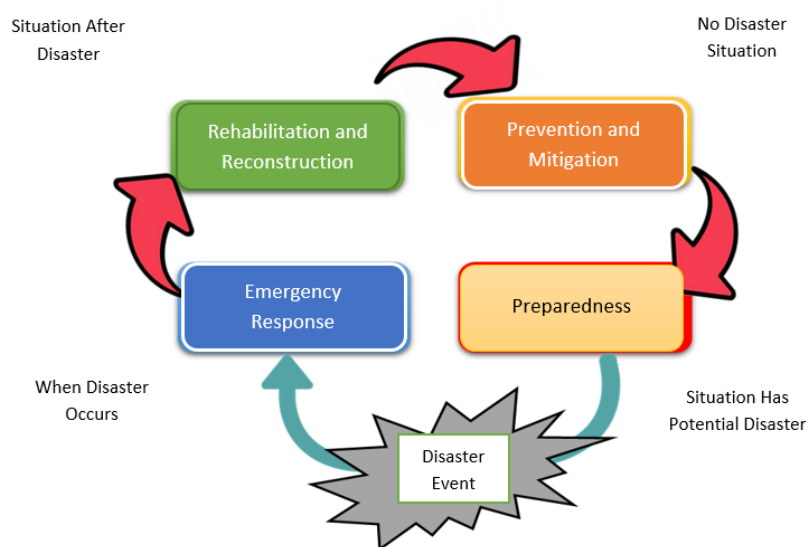 Situation After
Disaster
No Disaster
Situation
Rehabilitation and
Reconstruction
Prevention and
Mitigation
Emergency
Response
Preparedness
When Disaster
Occurs
Situation Has
Potential Disaster
Disaster
Event